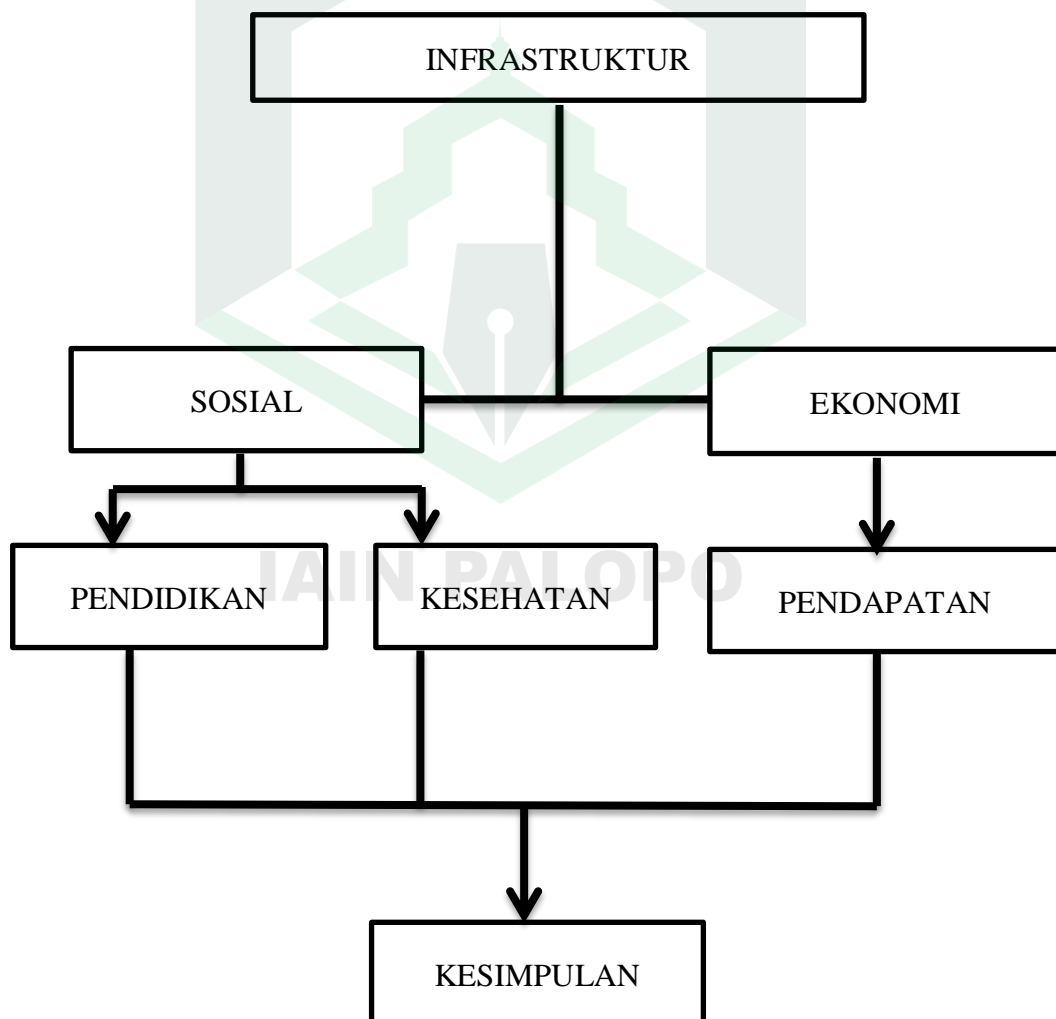 INFRASTRUKTUR
SOSIAL
EKONOMI
PENDIDIKAN
KESEHATAN
PENDAPATAN
IAIN PALOPO
KESIMPULAN